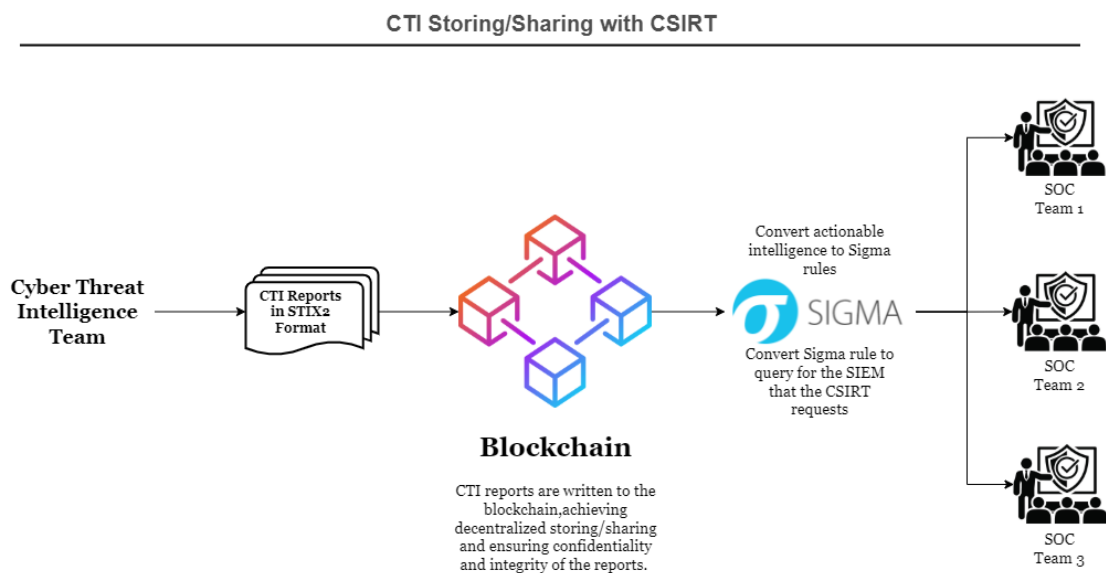 CTI Storing/Sharing with CSIRT
Cyber Threat
Intelligence
Team
CTI Reports
in STIX2
Format
Blockchain
CTI reports are written to the
blockchain,achieving
decentralized storing/sharing
and ensuring confidentiality
and integrity of the reports.
Convert actionable
intelligence to Sigma
rules
SIGMA
Convert Sigma rule to
query for the SIEM
that the CSIRT
requests
SOC
Team 1
SOC
Team 2
SOC
Team 3